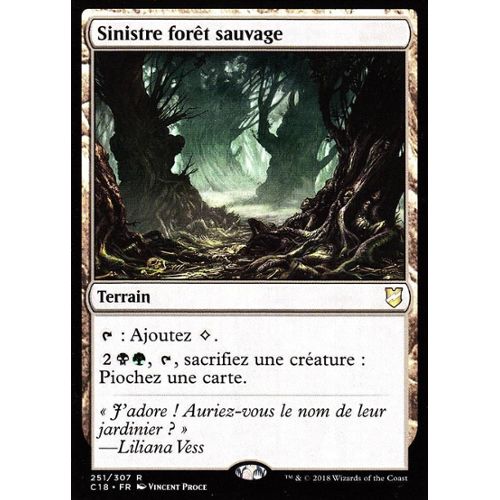 Sinistre forêt sauvage
Terrain
: Ajoutez .
2 , , sacrifiez une créature :
Piochez une carte.
« J'adore ! Auriez-vous le nom de leur
jardinier ? »
—Liliana Vess
251/307 R
C18 • FR Vincent Proce
™ & © 2018 Wizards of the Coast